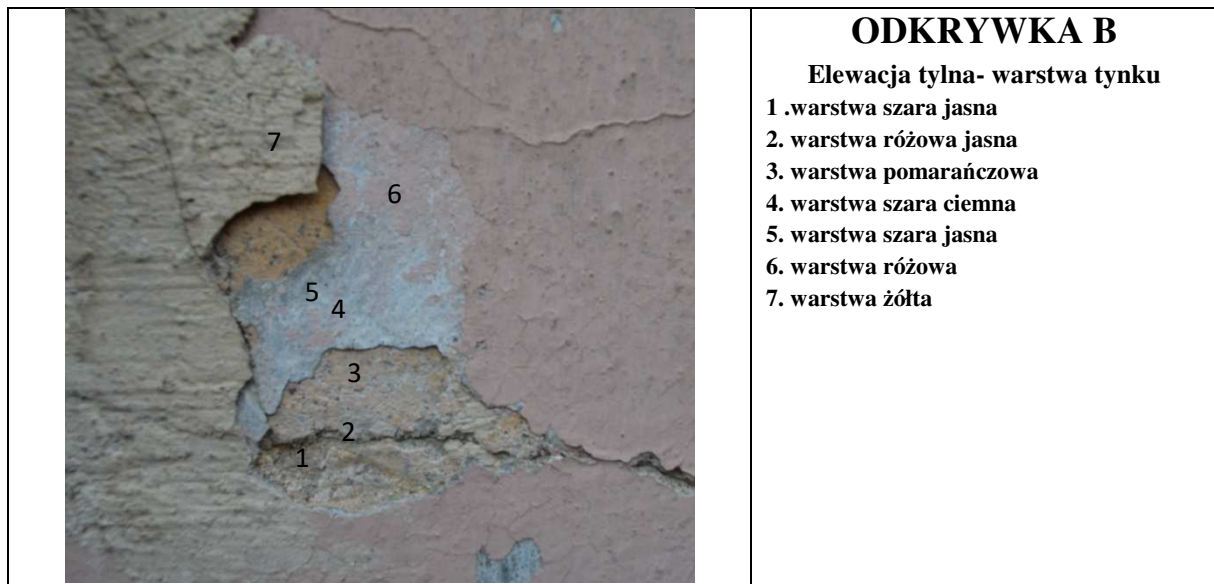 ODKRYWKA B
Elewacja tylna- warstwa tynku
1 .warstwa szara jasna
2. warstwa różowa jasna
3. warstwa pomarańczowa
4. warstwa szara ciemna
5. warstwa szara jasna
6. warstwa różowa
7. warstwa żółta
7
6
5
4
3
2
1